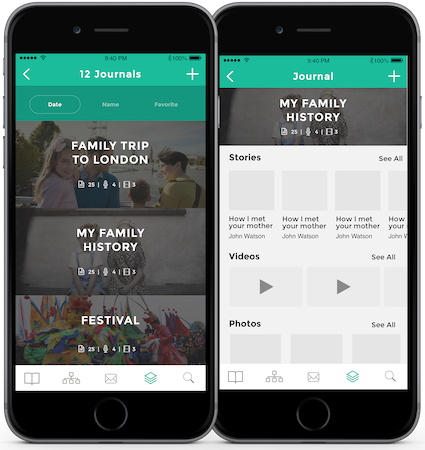 9:40 PM
100%
12 Journals
Date
Name
Favorite
FAMILY TRIP
TO LONDON
25 | 4 | 3
MY FAMILY
HISTORY
25 | 4 | 3
FESTIVAL
25 | 4 | 3
9:40 PM
100%
Journal
MY FAMILY
HISTORY
25 | 4 | 3
Stories
See All
How I met
your mother
John Watson
How I met
your mother
John Watson
How I met
your mother
John Watson
How I
your
John
Videos
See All
Photos
See All